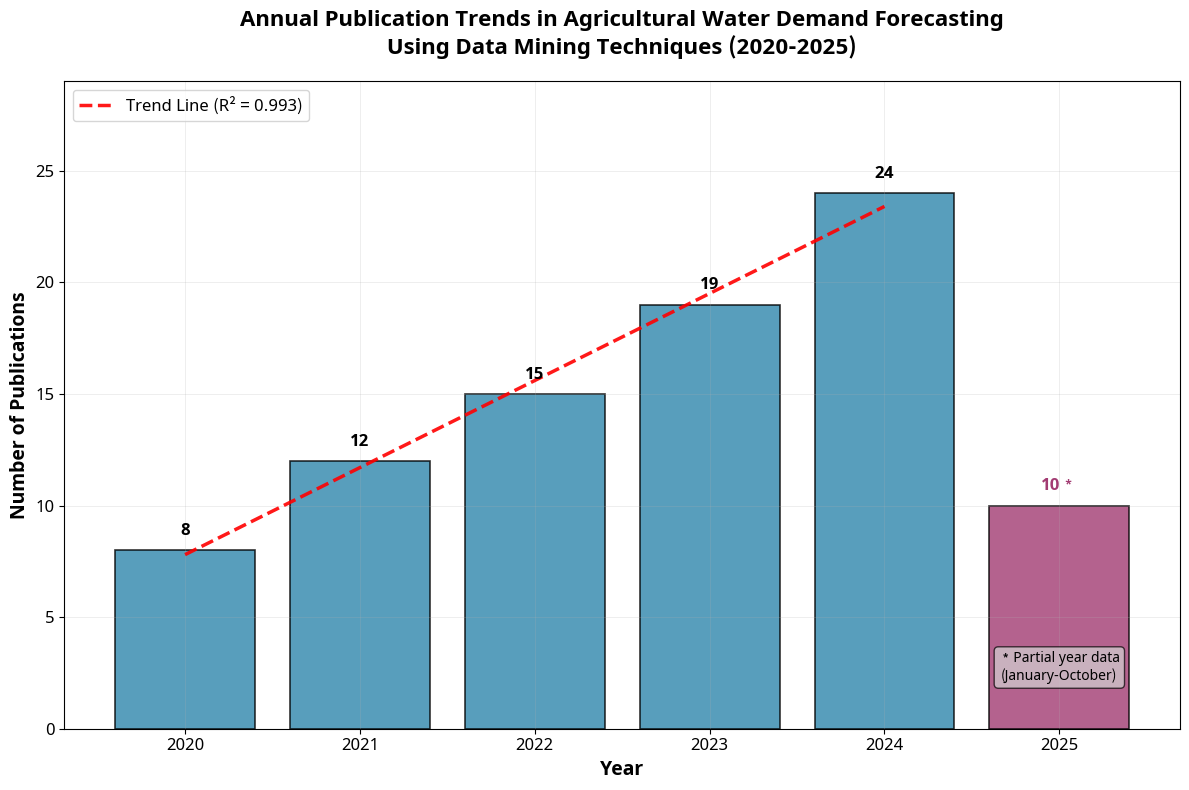 Annual Publication Trends in Agricultural Water Demand Forecasting
Using Data Mining Techniques (2020-2025)
Trend Line (R² = 0.993)
Number of Publications
25
20
15
10
5
0
8
12
15
19
24
10 *
* Partial year data
(January-October)
2020
2021
2022
2023
2024
2025
Year